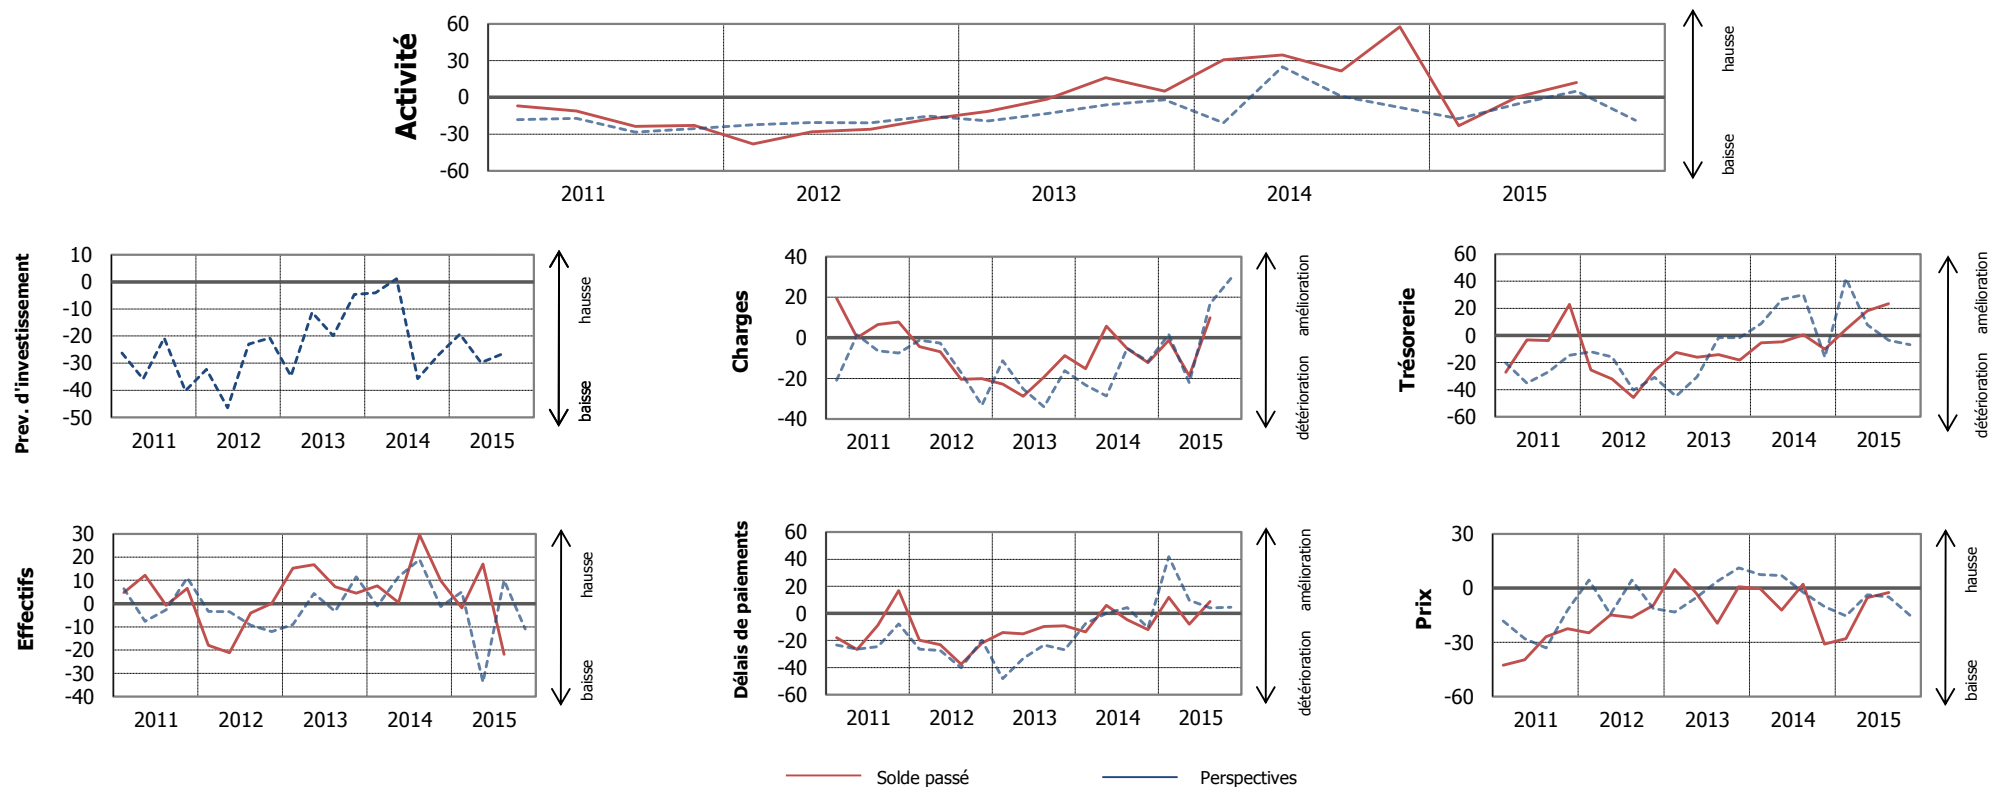 Activité
60
30
0
-30
-60
2011 2012 2013 2014 2015
hausse
baisse
Prev. d'investissement
10
0
-10
-20
-30
-40
-50
2011 2012 2013 2014 2015
hausse
baisse
Charges
40
20
0
-20
-40
2011 2012 2013 2014 2015
amélioration
détérioration
Trésorerie
60
40
20
0
-20
-40
-60
2011 2012 2013 2014 2015
amélioration
détérioration
Effectifs
30
20
10
0
-10
-20
-30
-40
2011 2012 2013 2014 2015
hausse
baisse
Délais de paiements
60
40
20
0
-20
-40
-60
2011 2012 2013 2014 2015
amélioration
détérioration
Prix
30
0
-30
-60
2011 2012 2013 2014 2015
hausse
baisse
Solde passé Perspectives